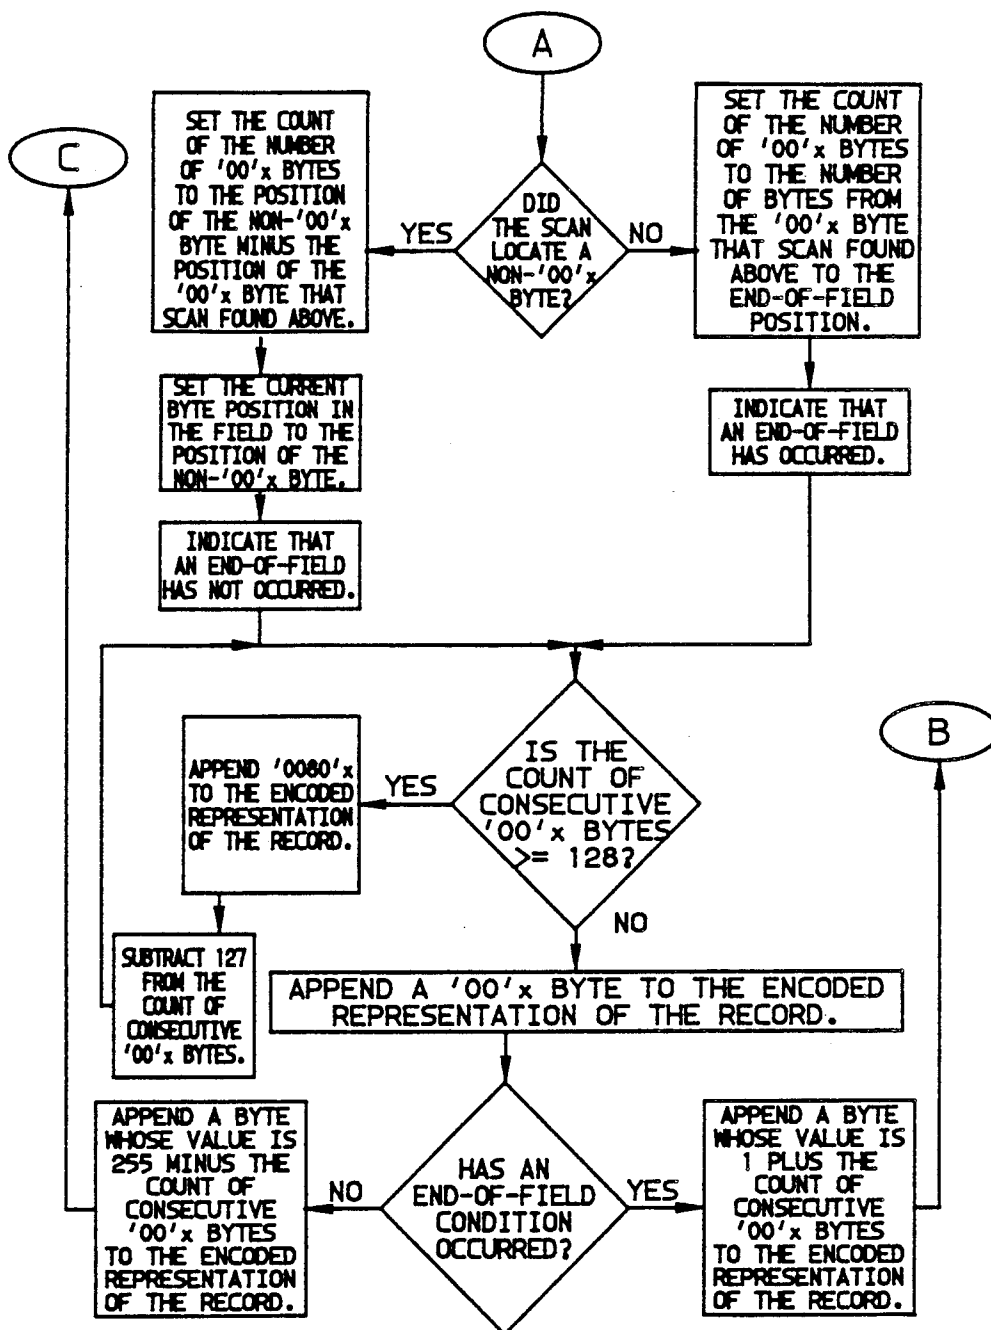 A
C
SET THE COUNT
OF THE NUMBER
OF '00'x BYTES
TO THE POSITION
OF THE NON-'00'x
BYTE MINUS THE
POSITION OF THE
'00'x BYTE THAT
SCAN FOUND ABOVE.
YES
DID
THE SCAN
LOCATE A
NON-'00'x
BYTE?
NO
SET THE COUNT
OF THE NUMBER
OF '00'x BYTES
TO THE NUMBER
OF BYTES FROM
THE '00'x BYTE
THAT SCAN FOUND
ABOVE TO THE
END-OF-FIELD
POSITION.
SET THE CURRENT
BYTE POSITION IN
THE FIELD TO THE
POSITION OF THE
NON-'00'x BYTE.
INDICATE THAT
AN END-OF-FIELD
HAS OCCURRED.
INDICATE THAT
AN END-OF-FIELD
HAS NOT OCCURRED.
B
IS THE
COUNT OF
CONSECUTIVE
'00'x BYTES
>= 128?
YES
APPEND '0080'x
TO THE ENCODED
REPRESENTATION
OF THE RECORD.
NO
SUBTRACT 127
FROM THE
COUNT OF
CONSECUTIVE
'00'x BYTES.
APPEND A '00'x BYTE TO THE ENCODED
REPRESENTATION OF THE RECORD.
APPEND A BYTE
WHOSE VALUE IS
255 MINUS THE
COUNT OF
CONSECUTIVE
'00'x BYTES
TO THE ENCODED
REPRESENTATION
OF THE RECORD.
NO
HAS AN
END-OF-FIELD
CONDITION
OCCURRED?
YES
APPEND A BYTE
WHOSE VALUE IS
1 PLUS THE
COUNT OF
CONSECUTIVE
'00'x BYTES
TO THE ENCODED
REPRESENTATION
OF THE RECORD.